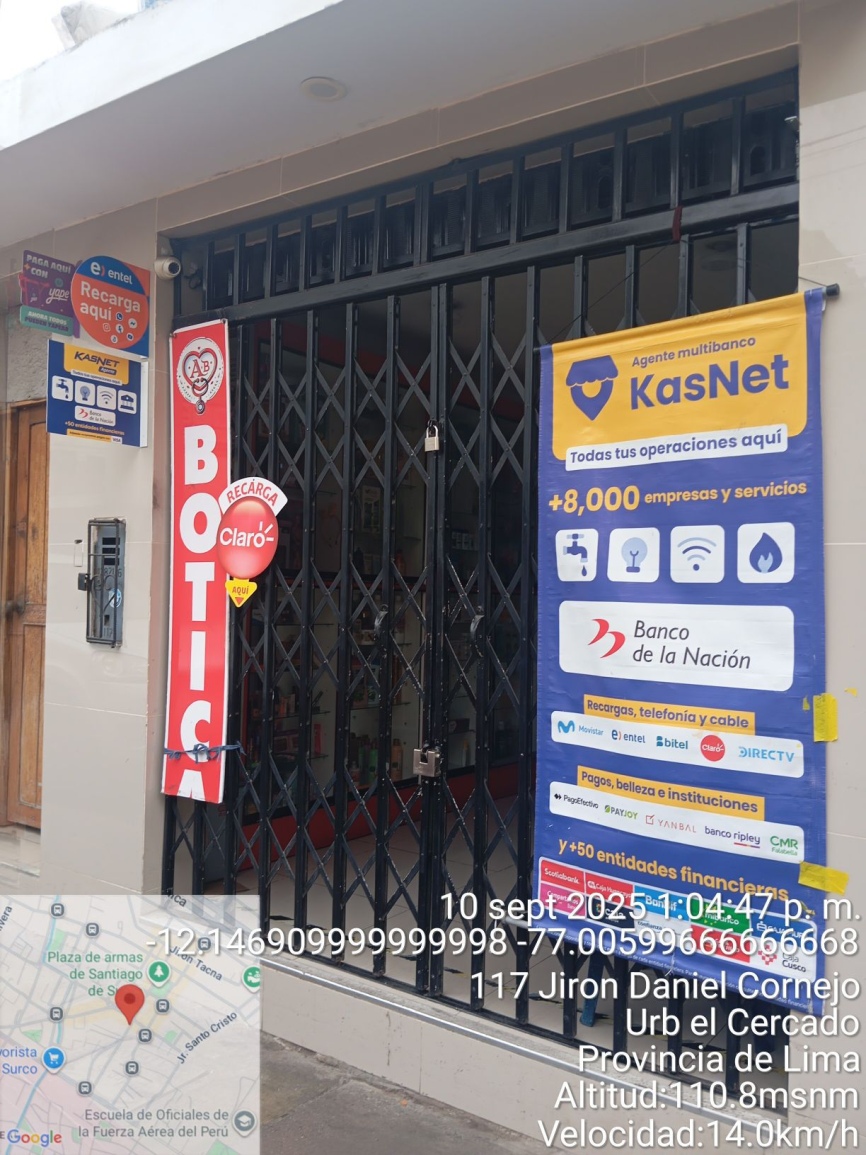 PAGA AQUÍ
CON
yape
entel
Recarga
aquí
KASNET
Banco
de la Nación
+50 entidades financieras
AB
BOTICA
RECARGA
Claro
AQUÍ
Agente multibanco
KasNet
Todas tus operaciones aquí
+8,000 empresas y servicios
Banco
de la Nación
Recargas, telefonía y cable
Movistar entel bitel Claro DIRECTV
Pagos, belleza e instituciones
PagoEfectivo PAYJOY YANBAL banco ripley CMR
Falabella
y +50 entidades financieras
Scotiabank
Caja
Cusco
10 sept 2025 1:04:47 p. m.
-12.146909999999998 -77.00599666666668
117 Jiron Daniel Cornejo
Urb el Cercado
Provincia de Lima
Altitud:110.8msnm
Velocidad:14.0km/h
Plaza de armas
de Santiago
de S
Jirón Tacna
Jr. Santo Cristo
Surco
Escuela de Oficiales de
la Fuerza Aérea del Perú
Google